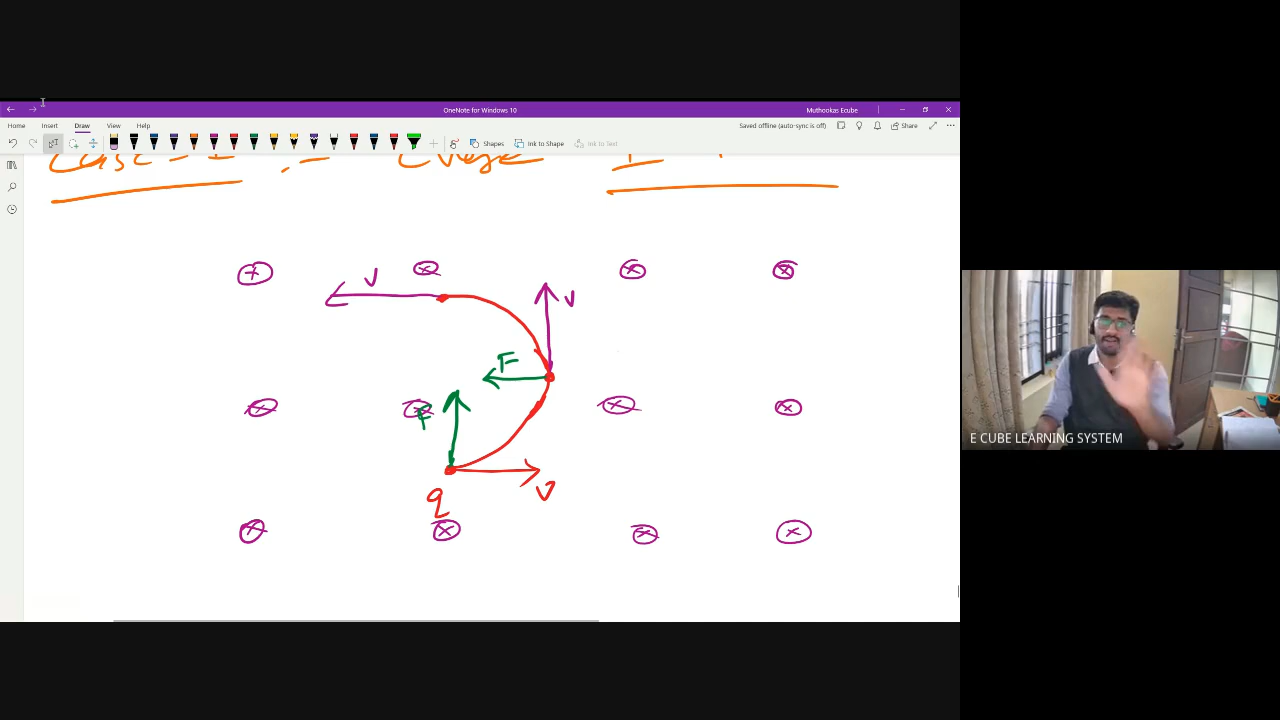 OneNote for Windows 10
Muthookas Ecube
Home Insert Draw View Help
Saved offline (auto-sync is off)
Share
Shapes Ink to Shape Ink to Text
V
V
F
F
V
q
E CUBE LEARNING SYSTEM